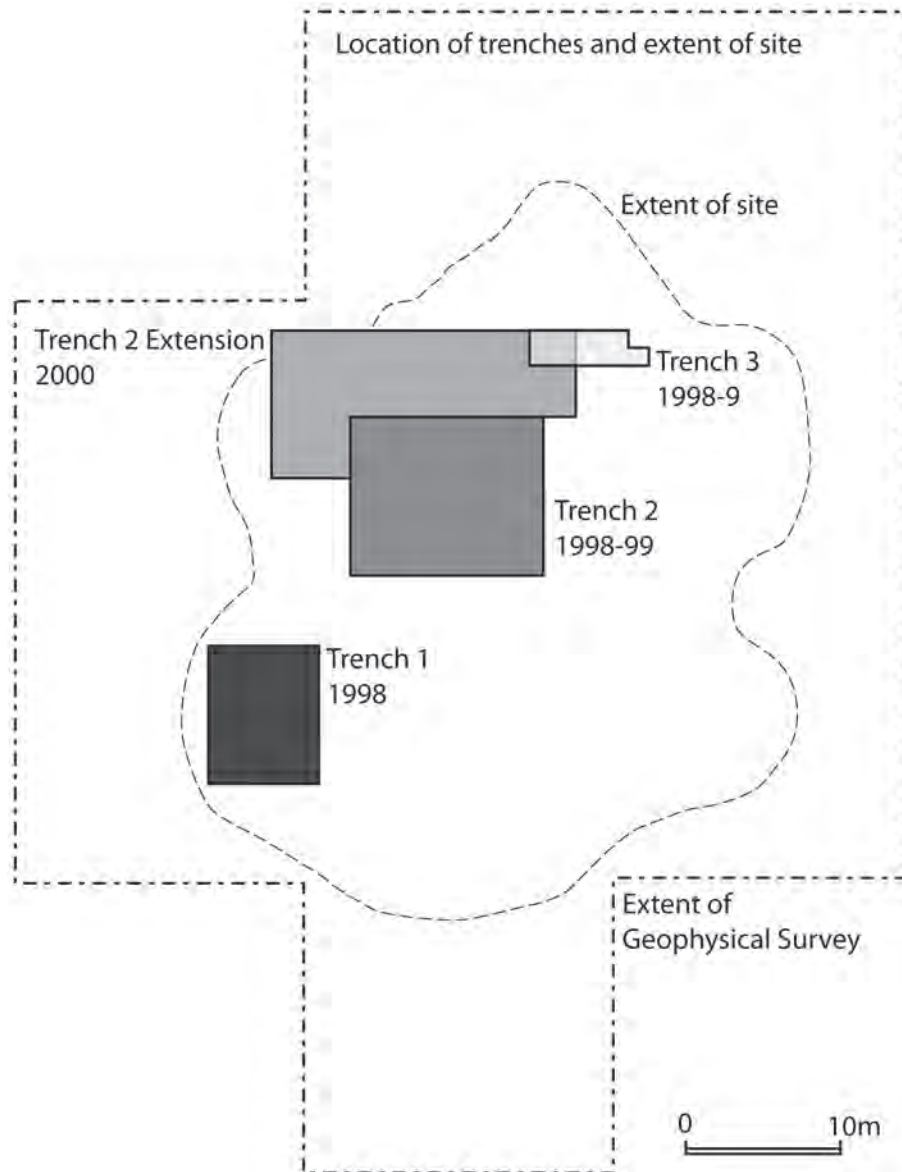 Location of trenches and extent of site
Extent of site
Trench 2 Extension
2000
Trench 3
1998-9
Trench 2
1998-99
Trench 1
1998
Extent of
Geophysical Survey
0 10m